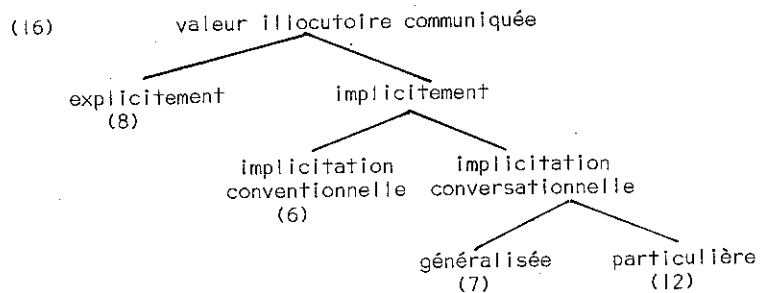 (16) valeur illocutoire communiquée
explicitement implicitement
(8)
implicitation implicitation
conventionnelle conversationnelle
(6)
généralisée particulière
(7) (12)